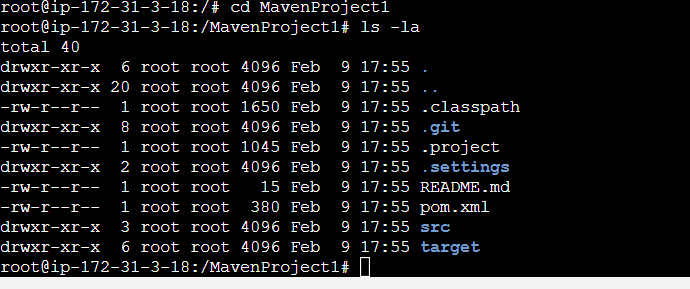 root@ip-172-31-3-18:/# cd MavenProject1
root@ip-172-31-3-18:/MavenProject1# ls -la
total 40
drwxr-xr-x  6 root root 4096 Feb  9 17:55 .
drwxr-xr-x 20 root root 4096 Feb  9 17:55 ..
-rw-r--r--  1 root root 1650 Feb  9 17:55 .classpath
drwxr-xr-x  8 root root 4096 Feb  9 17:55 .git
-rw-r--r--  1 root root 1045 Feb  9 17:55 .project
drwxr-xr-x  2 root root 4096 Feb  9 17:55 .settings
-rw-r--r--  1 root root   15 Feb  9 17:55 README.md
-rw-r--r--  1 root root  380 Feb  9 17:55 pom.xml
drwxr-xr-x  3 root root 4096 Feb  9 17:55 src
drwxr-xr-x  6 root root 4096 Feb  9 17:55 target
root@ip-172-31-3-18:/MavenProject1#